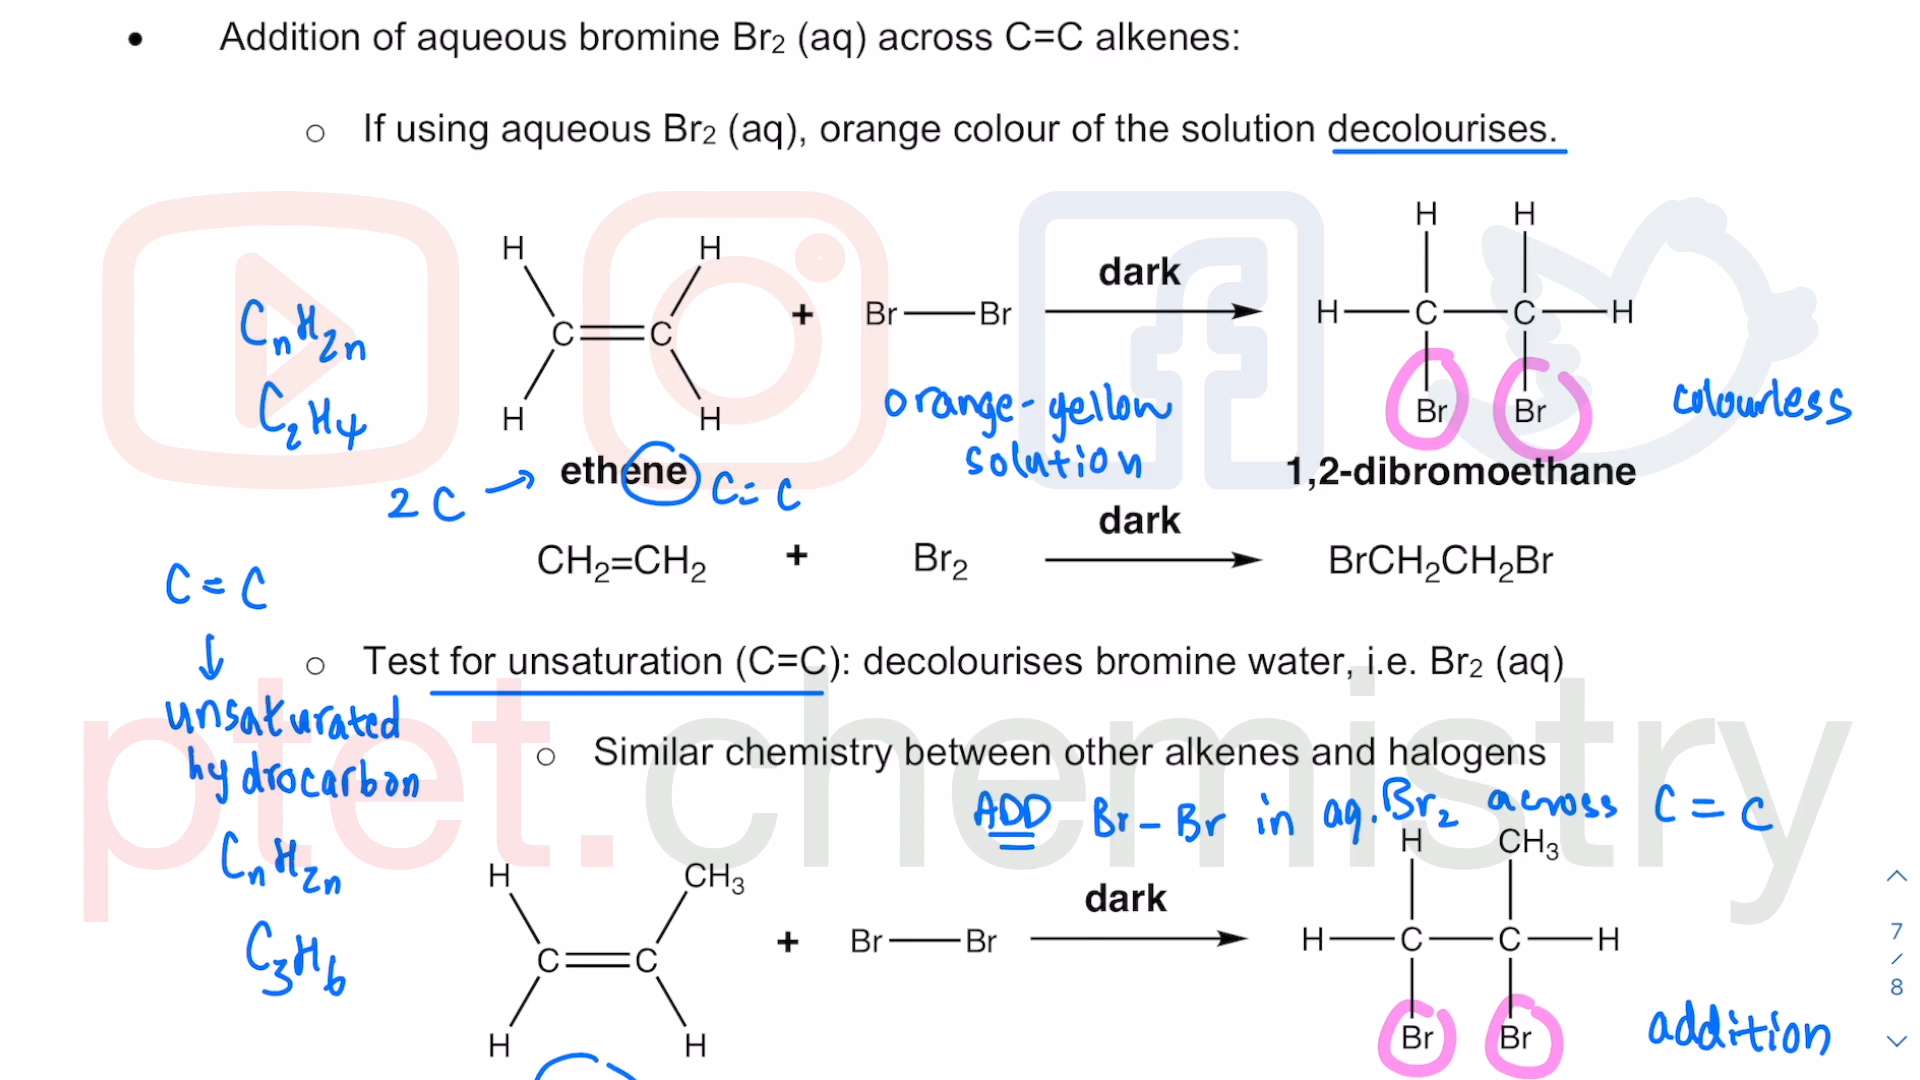 • Addition of aqueous bromine Br2 (aq) across C=C alkenes:
o If using aqueous Br2 (aq), orange colour of the solution decolourises.
H H H H
dark
H C=C H + Br—Br H—C—C—H
CnH2n
C2H4
H H orange-yellow Br Br colourless
solution
2C → ethene C=C 1,2-dibromoethane
dark
CH2=CH2 + Br2 BrCH2CH2Br
C=C
↓
o Test for unsaturation (C=C): decolourises bromine water, i.e. Br2 (aq)
unsaturated
hydrocarbon
o Similar chemistry between other alkenes and halogens
ADD Br-Br in aq. Br2 across C=C
ptet.chemistry
CnH2n
C3H6
H CH3 H CH3
dark
C=C + Br—Br H—C—C—H
H H Br Br addition
7
/
8